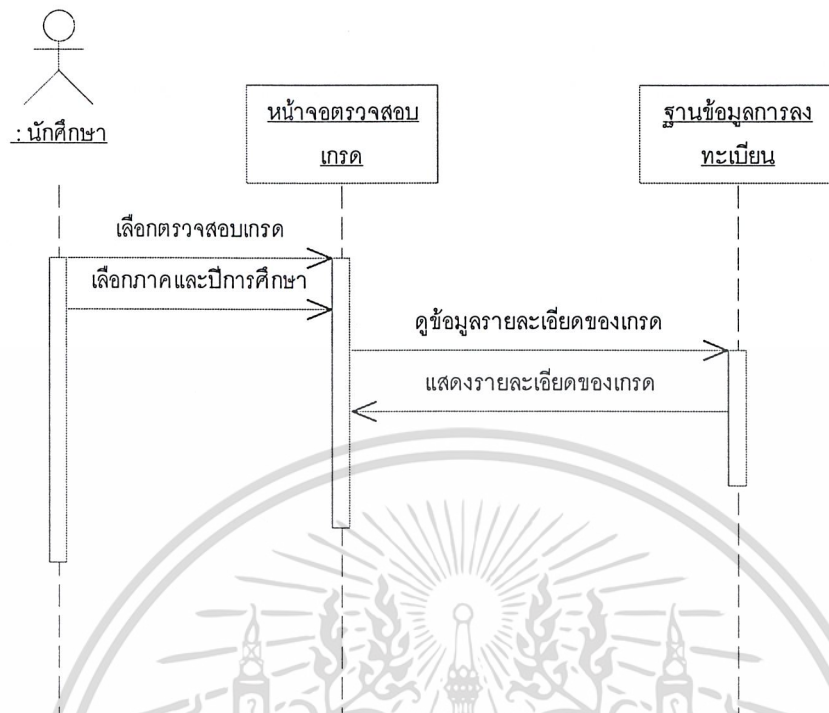 : นักศึกษา
หน้าจอตรวจสอบ
เกรด
ฐานข้อมูลการลง
ทะเบียน
เลือกตรวจสอบเกรด
เลือกภาคและปีการศึกษา
ดูข้อมูลรายละเอียดของเกรด
แสดงรายละเอียดของเกรด